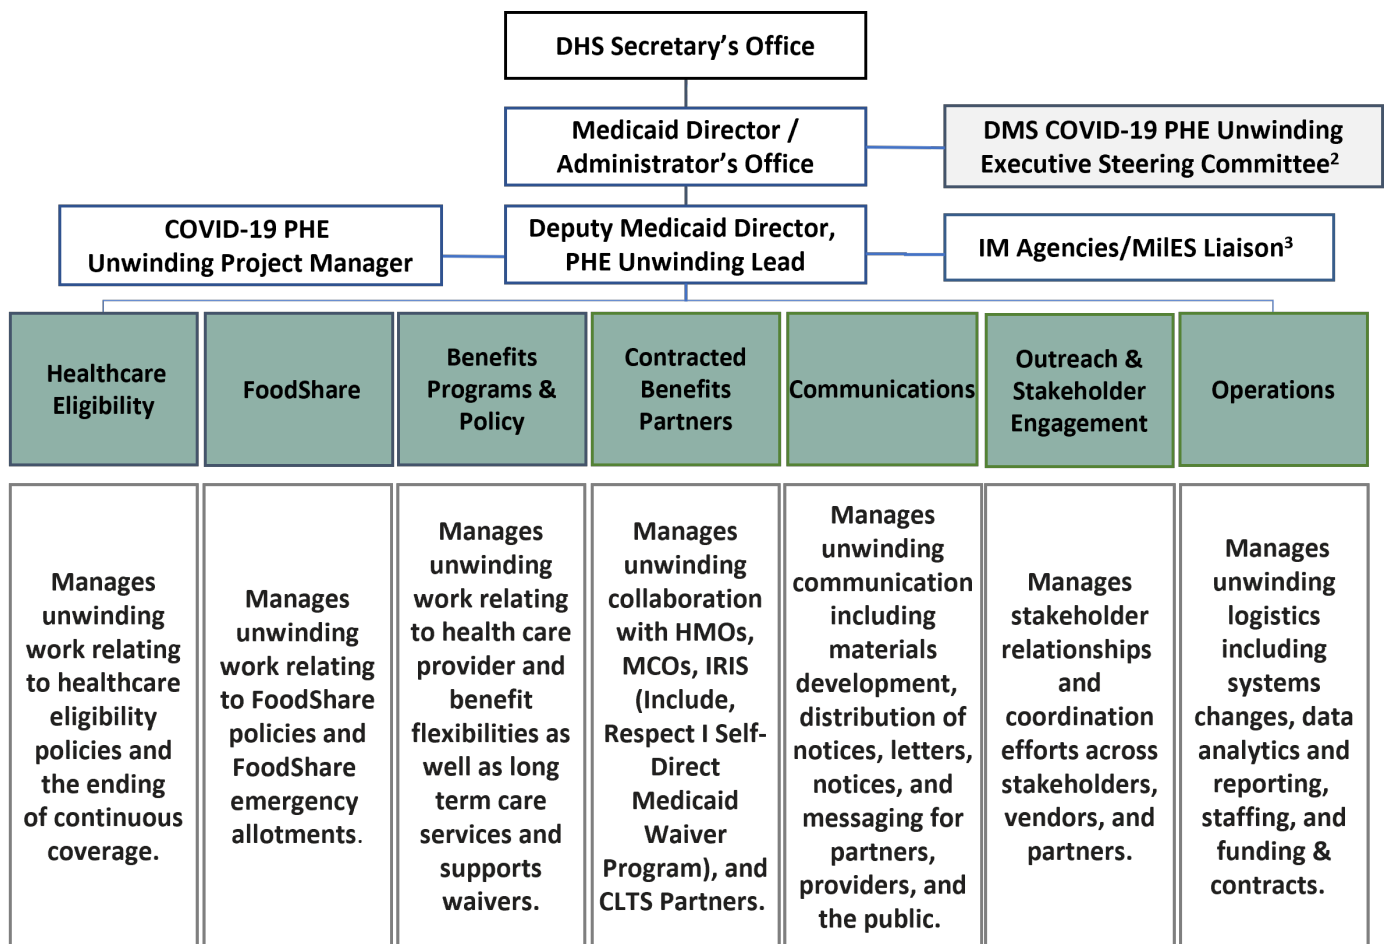 DHS Secretary’s Office
Medicaid Director /
Administrator’s Office
DMS COVID-19 PHE Unwinding
Executive Steering Committee²
COVID-19 PHE
Unwinding Project Manager
Deputy Medicaid Director,
PHE Unwinding Lead
IM Agencies/MilES Liaison³
Healthcare
Eligibility
FoodShare
Benefits
Programs &
Policy
Contracted
Benefits
Partners
Communications
Outreach &
Stakeholder
Engagement
Operations
Manages
unwinding
work relating
to healthcare
eligibility
policies and
the ending
of continuous
coverage.
Manages
unwinding
work relating
to FoodShare
policies and
FoodShare
emergency
allotments.
Manages
unwinding
work relating
to health care
provider and
benefit
flexibilities as
well as long
term care
services and
supports
waivers.
Manages
unwinding
collaboration
with HMOs,
MCOs, IRIS
(Include,
Respect I Self-
Direct
Medicaid
Waiver
Program), and
CLTS Partners.
Manages
unwinding
communication
including
materials
development,
distribution of
notices, letters,
notices, and
messaging for
partners,
providers, and
the public.
Manages
stakeholder
relationships
and
coordination
efforts across
stakeholders,
vendors, and
partners.
Manages
unwinding
logistics
including
systems
changes, data
analytics and
reporting,
staffing, and
funding &
contracts.